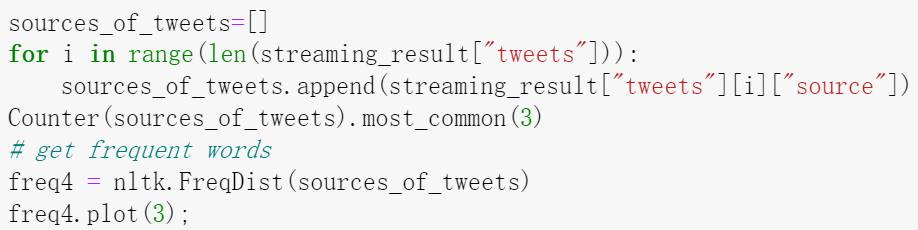 sources_of_tweets=[]
for i in range(len(streaming_result["tweets"])):
    sources_of_tweets.append(streaming_result["tweets"][i]["source"])
Counter(sources_of_tweets).most_common(3)
# get frequent words
freq4 = nltk.FreqDist(sources_of_tweets)
freq4.plot(3);